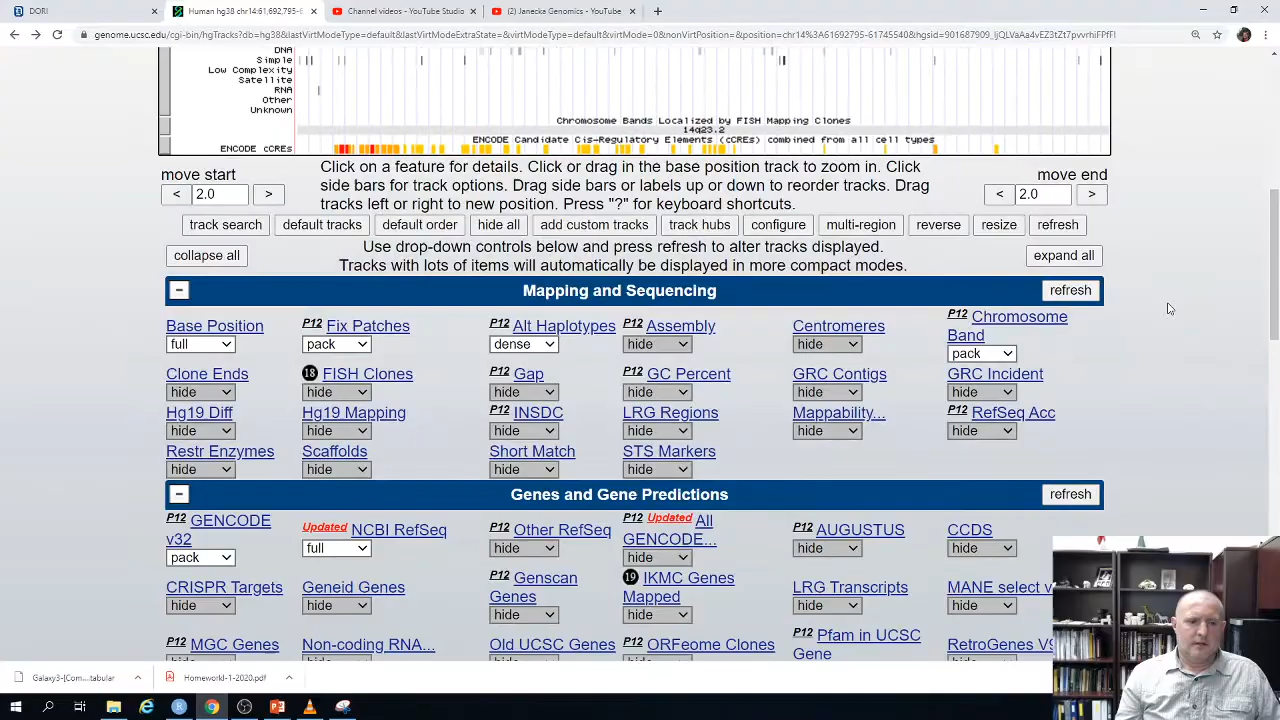 DORI
Human hg38 chr14:61,692,795-6
Channel videos - YouTube Studio
(2) Janecka Genomics - YouTube
genome.ucsc.edu/cgi-bin/hgTracks?db=hg38&lastVirtModeType=default&lastVirtModeExtraState=&virtModeType=default&virtMode=0&nonVirtPosition=&position=chr14%3A61692795-61745540&hgsid=901687909_ljQLVaAa4vEZ3tZt7pvvrhiFPffl
DNA
Simple
Low Complexity
Satellite
RNA
Other
Unknown
Chromosome Bands Localized by FISH Mapping Clones
14q23.2
ENCODE Candidate Cis-Regulatory Elements (cCREs) combined from all cell types
ENCODE cCREs
move start
< 2.0 >
Click on a feature for details. Click or drag in the base position track to zoom in. Click
side bars for track options. Drag side bars or labels up or down to reorder tracks. Drag
tracks left or right to new position. Press "?" for keyboard shortcuts.
move end
< 2.0 >
track search default tracks default order hide all add custom tracks track hubs configure multi-region reverse resize refresh
collapse all
Use drop-down controls below and press refresh to alter tracks displayed.
Tracks with lots of items will automatically be displayed in more compact modes.
expand all
- Mapping and Sequencing refresh
Base Position P12 Fix Patches P12 Alt Haplotypes P12 Assembly Centromeres P12 Chromosome
Band
full pack dense hide hide pack
Clone Ends 18 FISH Clones P12 Gap P12 GC Percent GRC Contigs GRC Incident
hide hide hide hide hide hide
Hg19 Diff Hg19 Mapping P12 INSDC LRG Regions Mappability... P12 RefSeq Acc
hide hide hide hide hide hide
Restr Enzymes Scaffolds Short Match STS Markers
hide hide hide hide
- Genes and Gene Predictions refresh
P12 GENCODE
v32
Updated NCBI RefSeq P12 Other RefSeq P12 Updated All
GENCODE...
AUGUSTUS CCDS
pack full hide hide hide hide
CRISPR Targets Geneid Genes P12 Genscan
Genes
19 IKMC Genes
Mapped
LRG Transcripts MANE select v
hide hide hide hide hide hide
P12 MGC Genes Non-coding RNA... Old UCSC Genes ORFeome Clones P12 Pfam in UCSC
Gene
RetroGenes V9
Galaxy3-[Com....tabular
HomeworkI-1-2020.pdf